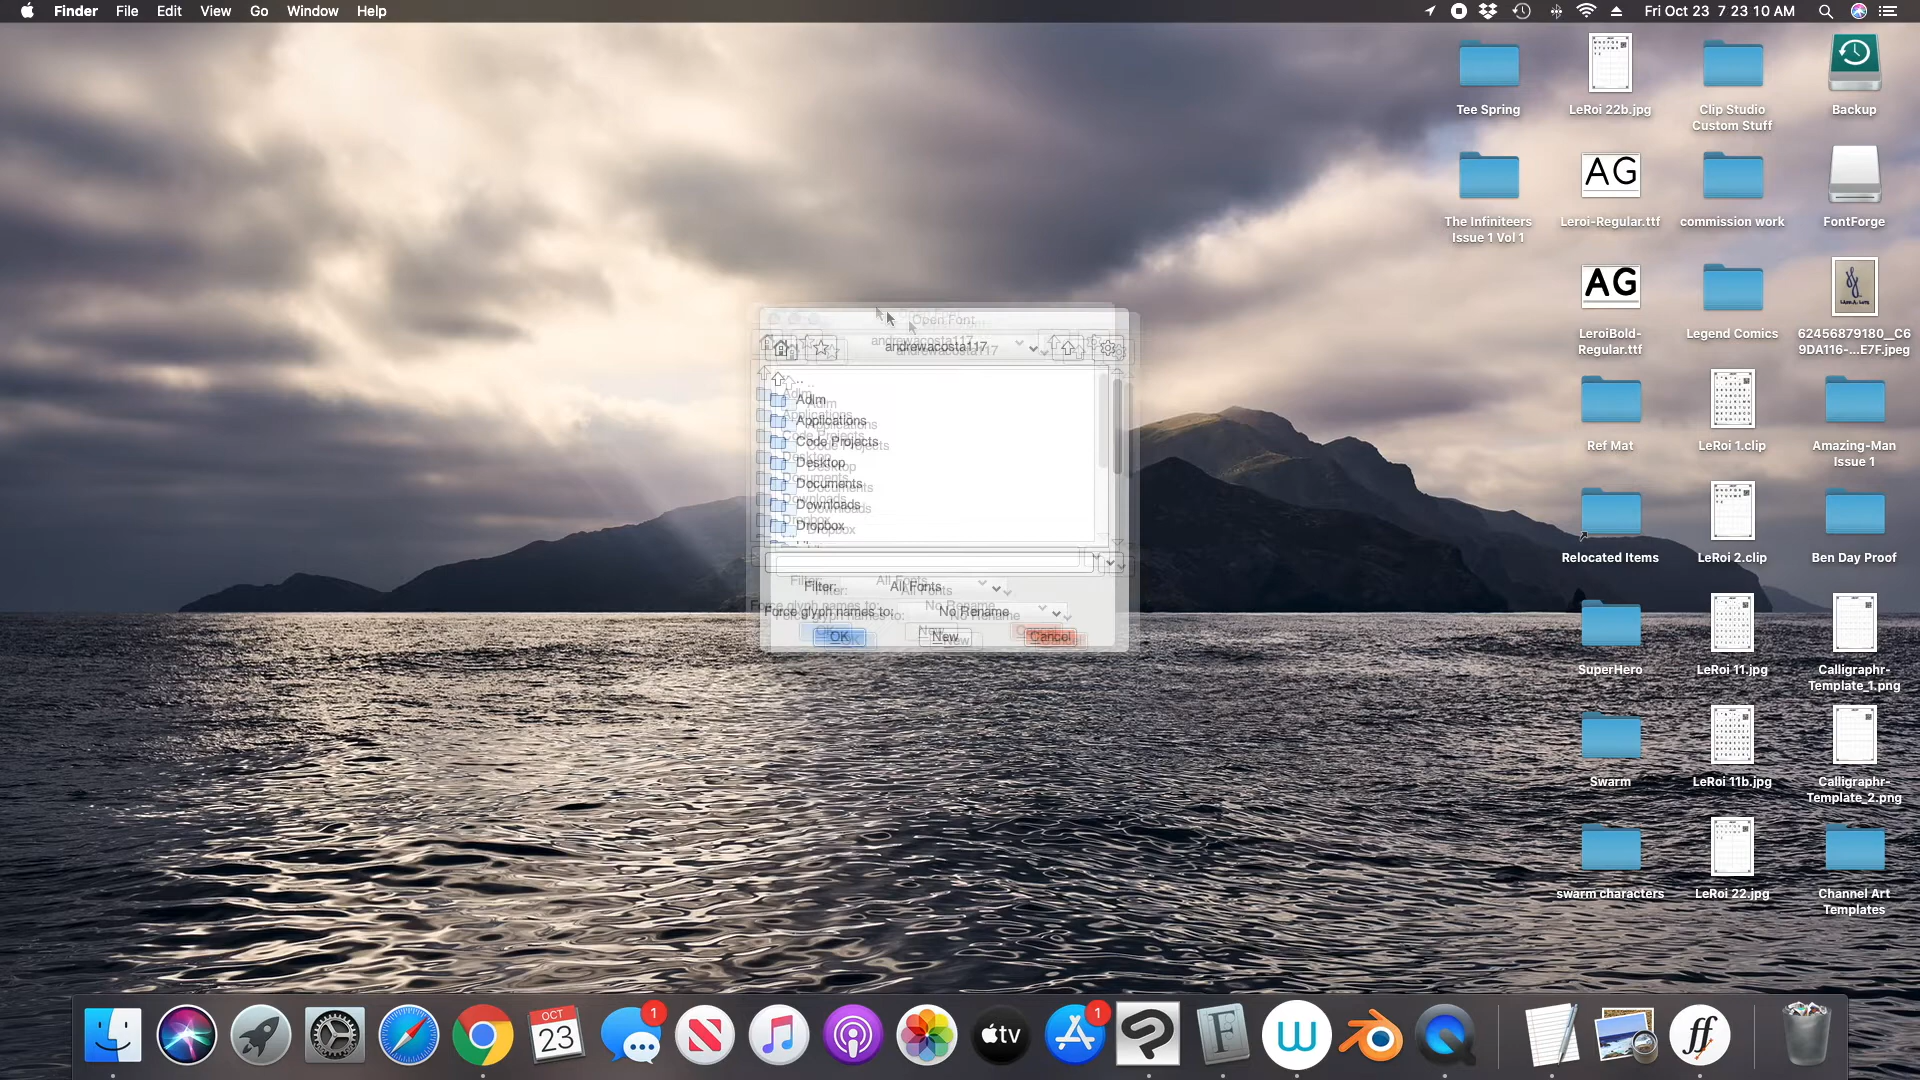 Finder File Edit View Go Window Help
Fri Oct 23 7 23 10 AM
Tee Spring
LeRoi 22b.jpg
Clip Studio
Custom Stuff
Backup
AG
The Infiniteers
Issue 1 Vol 1
Leroi-Regular.ttf
commission work
FontForge
AG
LeroiBold-
Regular.ttf
Legend Comics
62456879180__C6
9DA116-...E7F.jpeg
Ref Mat
LeRoi 1.clip
Amazing-Man
Issue 1
Relocated Items
LeRoi 2.clip
Ben Day Proof
SuperHero
LeRoi 11.jpg
Calligraphr-
Template_1.png
Swarm
LeRoi 11b.jpg
Calligraphr-
Template_2.png
swarm characters
LeRoi 22.jpg
Channel Art
Templates
Open Font
andrewacosta117
..
Adim
Applications
Code Projects
Desktop
Documents
Downloads
Dropbox
Filter: All Fonts
Force glyph names to: No Rename
OK New Cancel
OCT
23
1
tv
1
F
W
ff